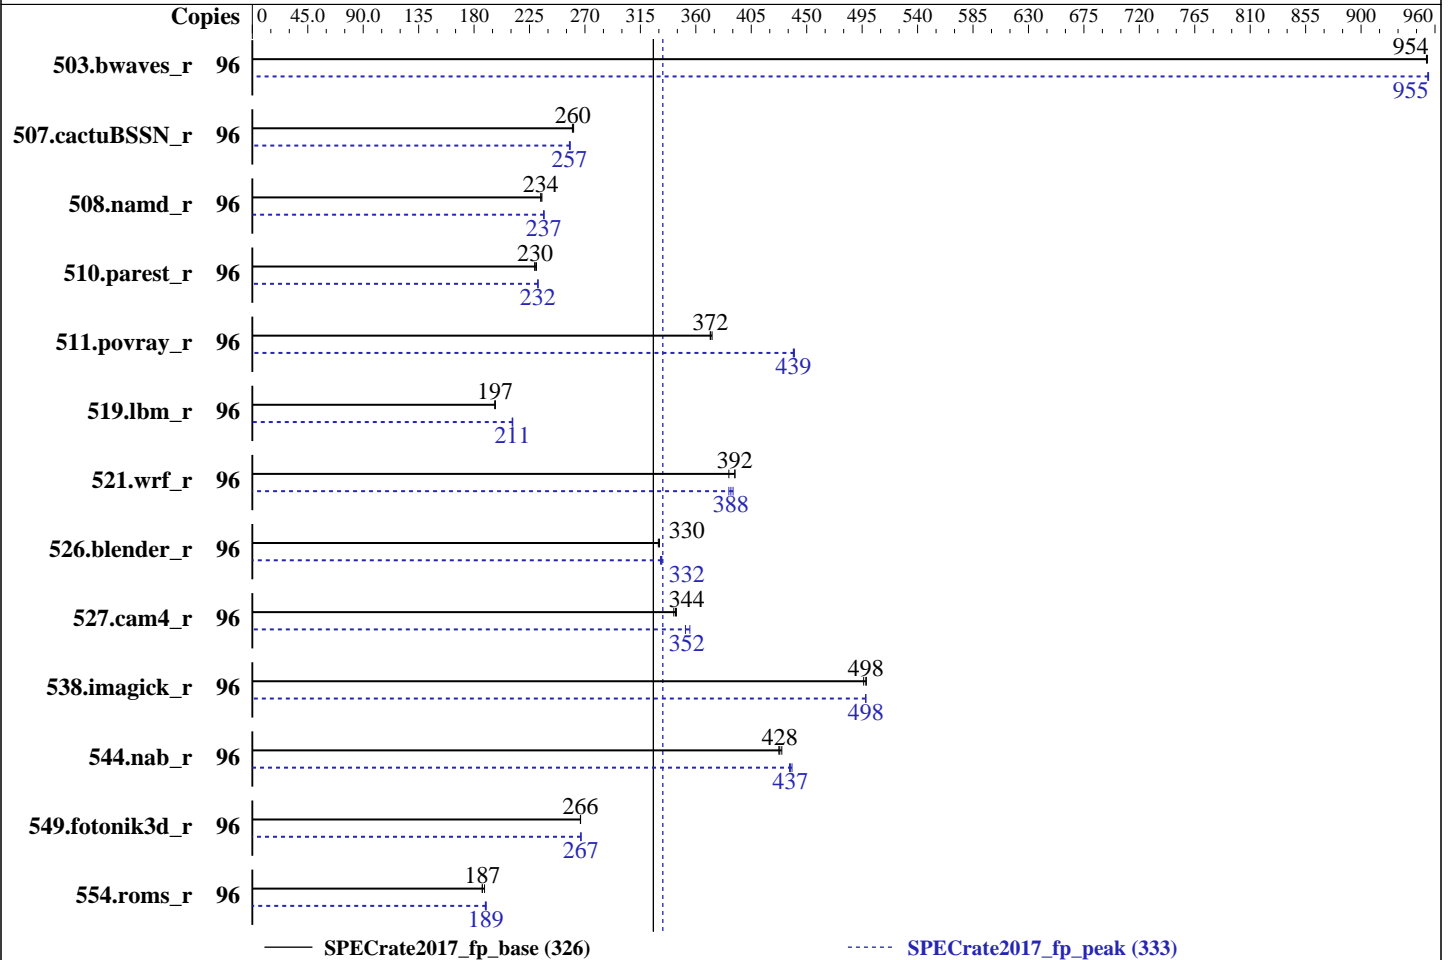 Copies 0 45.0 90.0 135 180 225 270 315 360 405 450 495 540 585 630 675 720 765 810 855 900 960
954
503.bwaves_r 96
955
260
507.cactuBSSN_r 96
257
234
508.namd_r 96
237
230
510.parest_r 96
232
372
511.povray_r 96
439
197
519.lbm_r 96
211
392
521.wrf_r 96
388
330
526.blender_r 96
332
344
527.cam4_r 96
352
498
538.imagick_r 96
498
428
544.nab_r 96
437
266
549.fotonik3d_r 96
267
187
554.roms_r 96
189
SPECrate2017_fp_base (326) SPECrate2017_fp_peak (333)